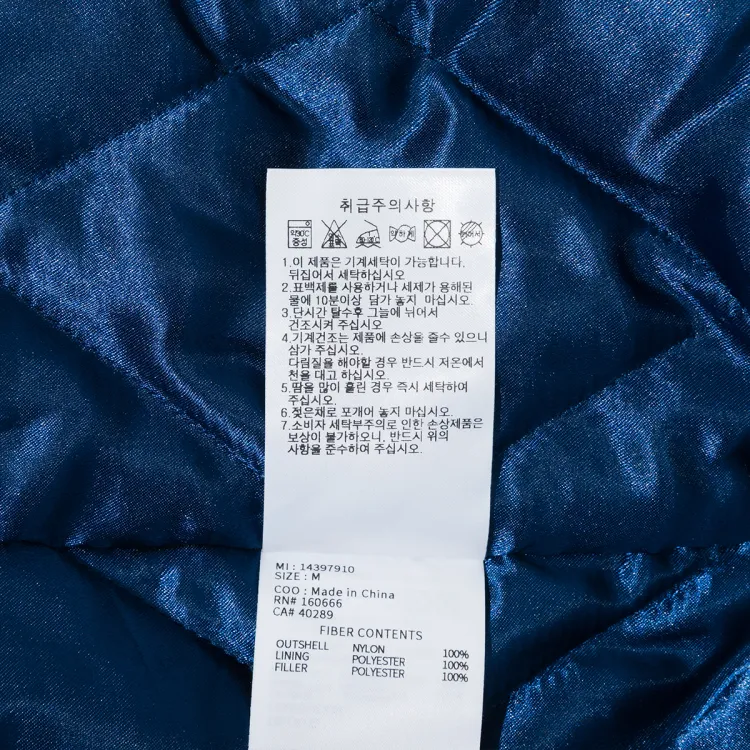 취급주의사항
약30℃
중성
약하게
뉘어서
1.이 제품은 기계세탁이 가능합니다.
뒤집어서 세탁하십시오
2.표백제를 사용하거나 세제가 용해된
물에 10분이상 담가 놓지 마십시오.
3.단시간 탈수후 그늘에 뉘어서
건조시켜 주십시오
4.기계건조는 제품에 손상을 줄수 있으니
삼가 주십시오.
다림질을 해야할 경우 반드시 저온에서
천을 대고 하십시오.
5.땀을 많이 흘린 경우 즉시 세탁하여
주십시오.
6.젖은채로 포개어 놓지 마십시오.
7.소비자 세탁부주의로 인한 손상제품은
보상이 불가하오니, 반드시 위의
사항을 준수하여 주십시오.
MI : 14397910
SIZE : M
COO : Made in China
RN# 160666
CA# 40289
FIBER CONTENTS
OUTSHELL NYLON 100%
LINING POLYESTER 100%
FILLER POLYESTER 100%